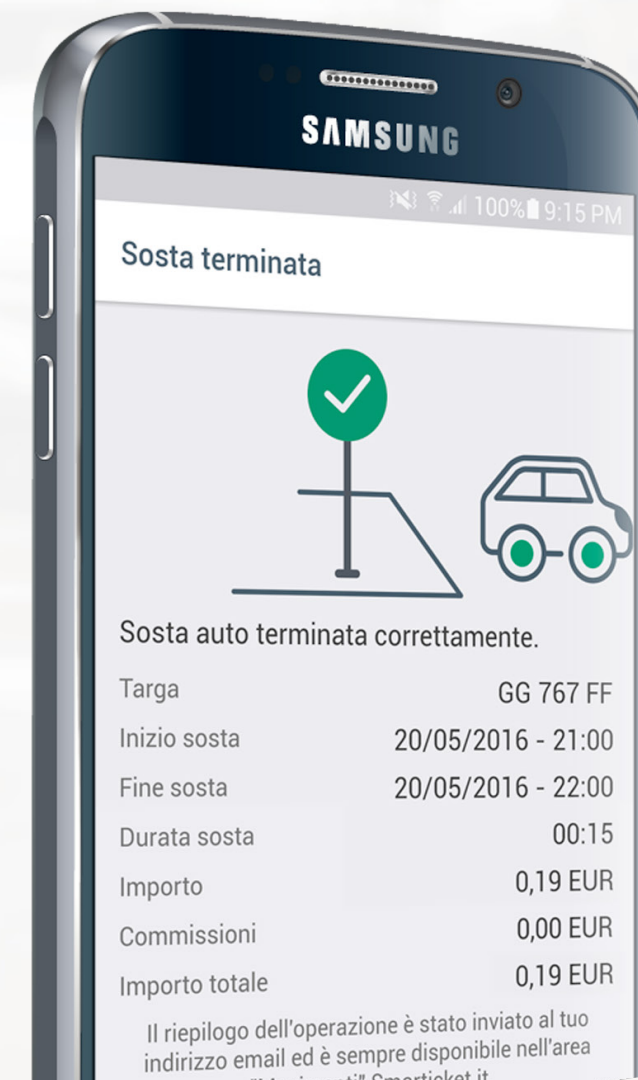 SAMSUNG
100% 9:15 PM
Sosta terminata
Sosta auto terminata correttamente.
Targa GG 767 FF
Inizio sosta 20/05/2016 - 21:00
Fine sosta 20/05/2016 - 22:00
Durata sosta 00:15
Importo 0,19 EUR
Commissioni 0,00 EUR
Importo totale 0,19 EUR
Il riepilogo dell'operazione è stato inviato al tuo
indirizzo email ed è sempre disponibile nell'area
Smarticket.it